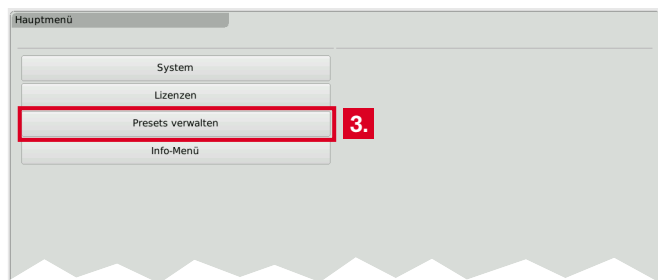 Hauptmenü
System
Lizenzen
Presets verwalten
3.
Info-Menü